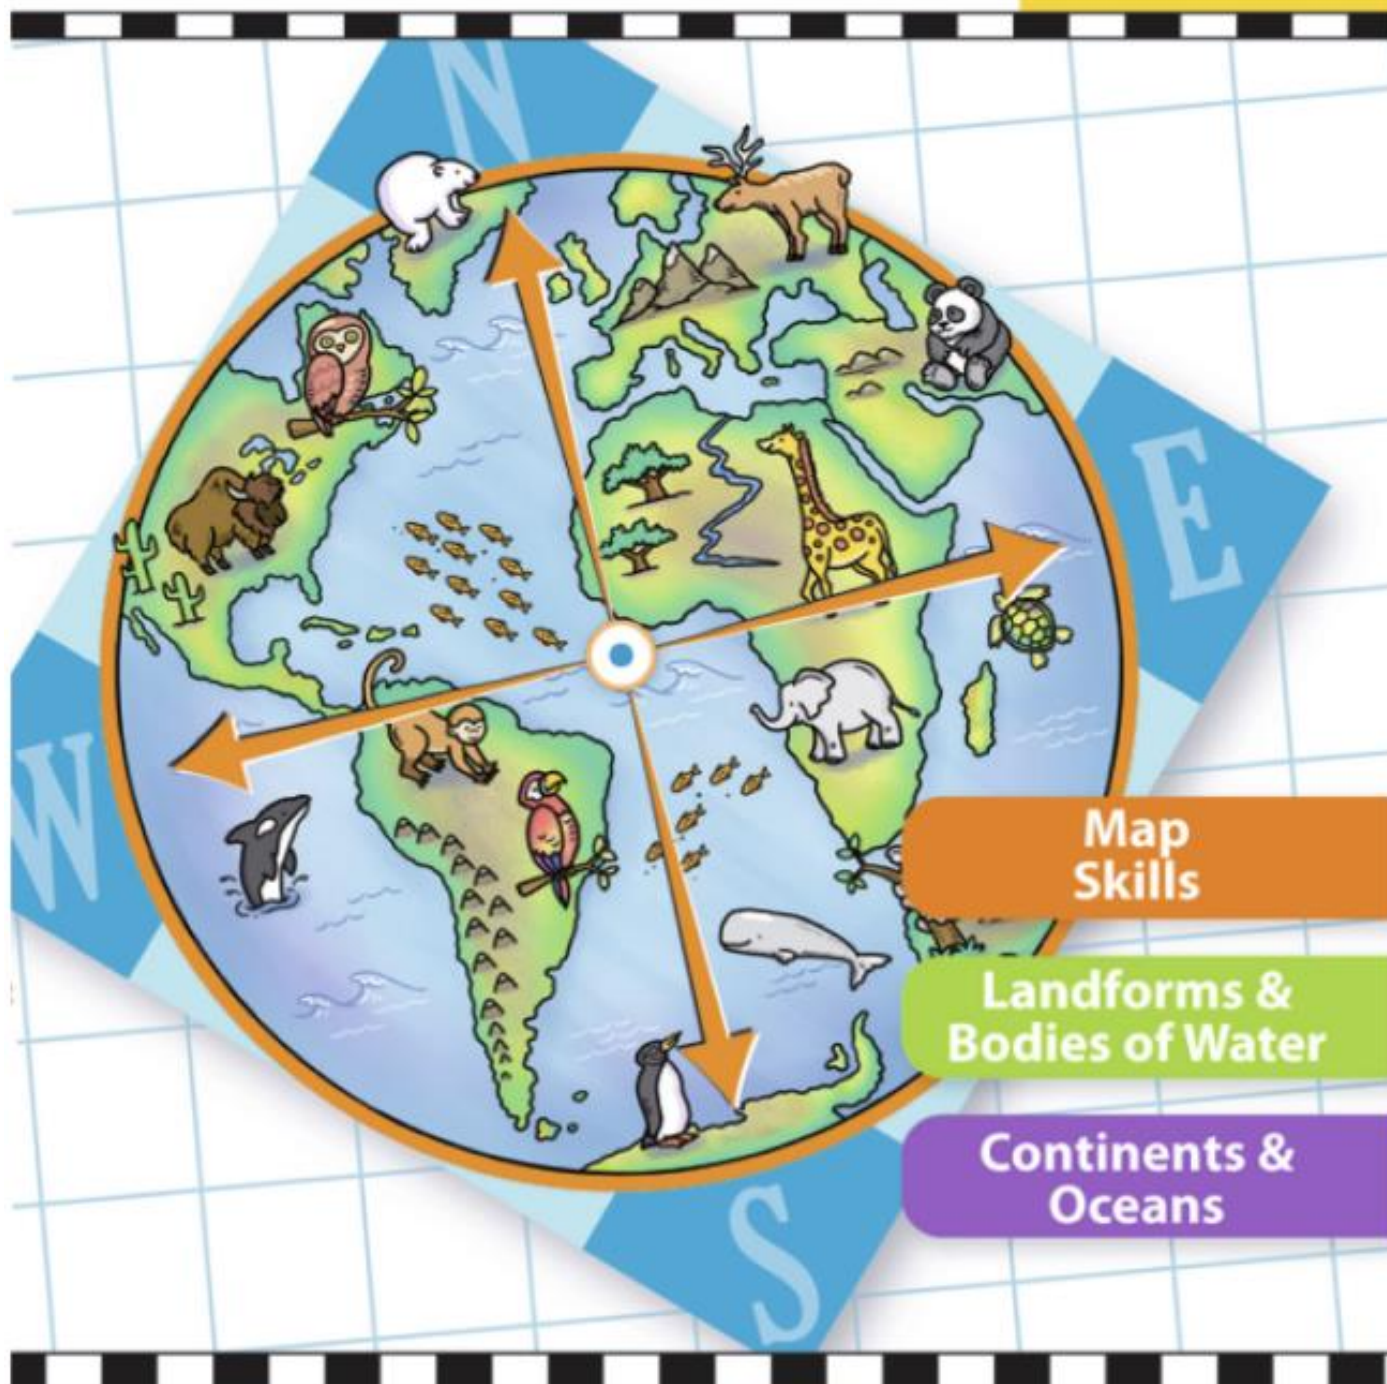 N
E
W
Map
Skills
Landforms &
Bodies of Water
Continents &
Oceans
S